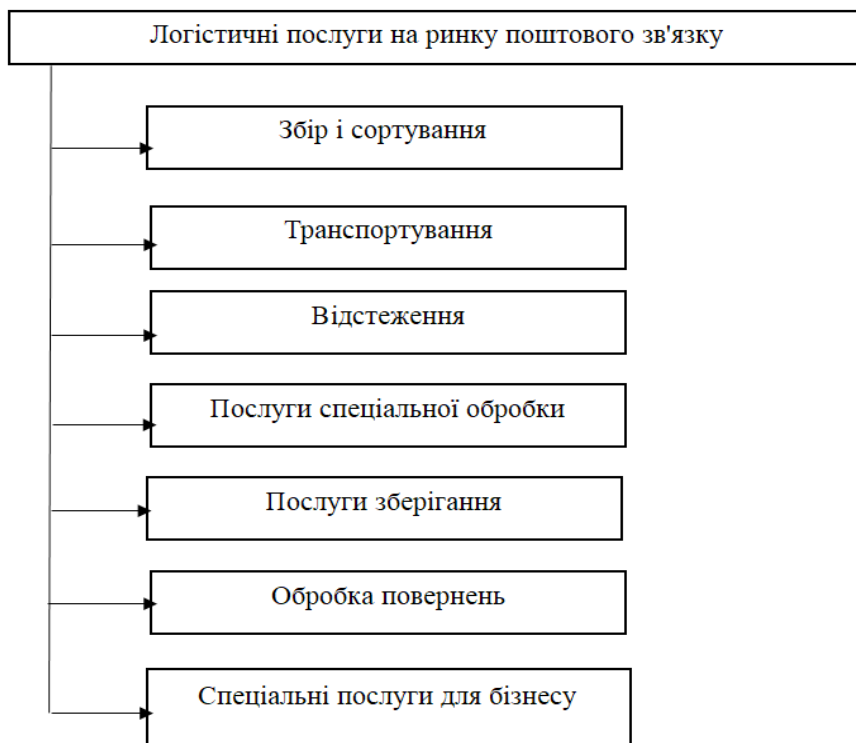 Логістичні послуги на ринку поштового зв'язку
Збір і сортування
Транспортування
Відстеження
Послуги спеціальної обробки
Послуги зберігання
Обробка повернень
Спеціальні послуги для бізнесу